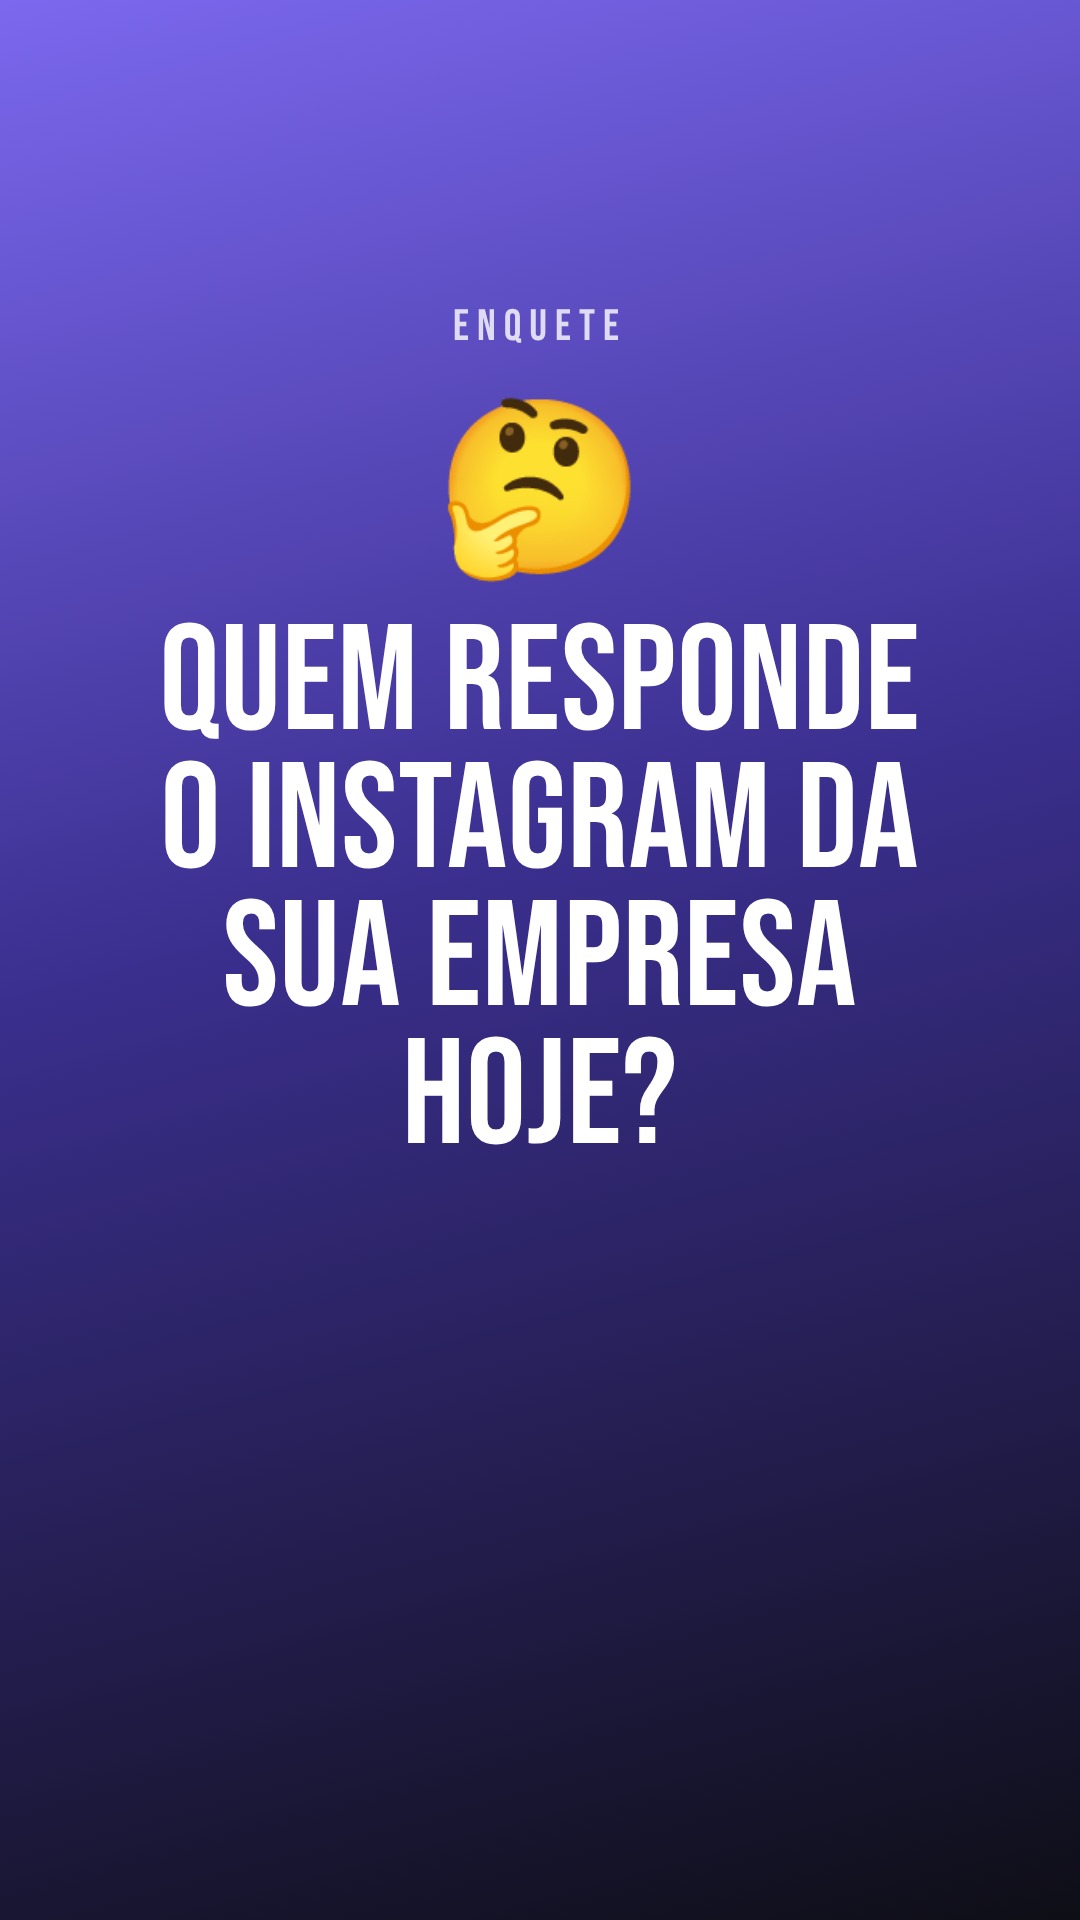 ENQUETE
QUEM RESPONDE
O INSTAGRAM DA
SUA EMPRESA
HOJE?